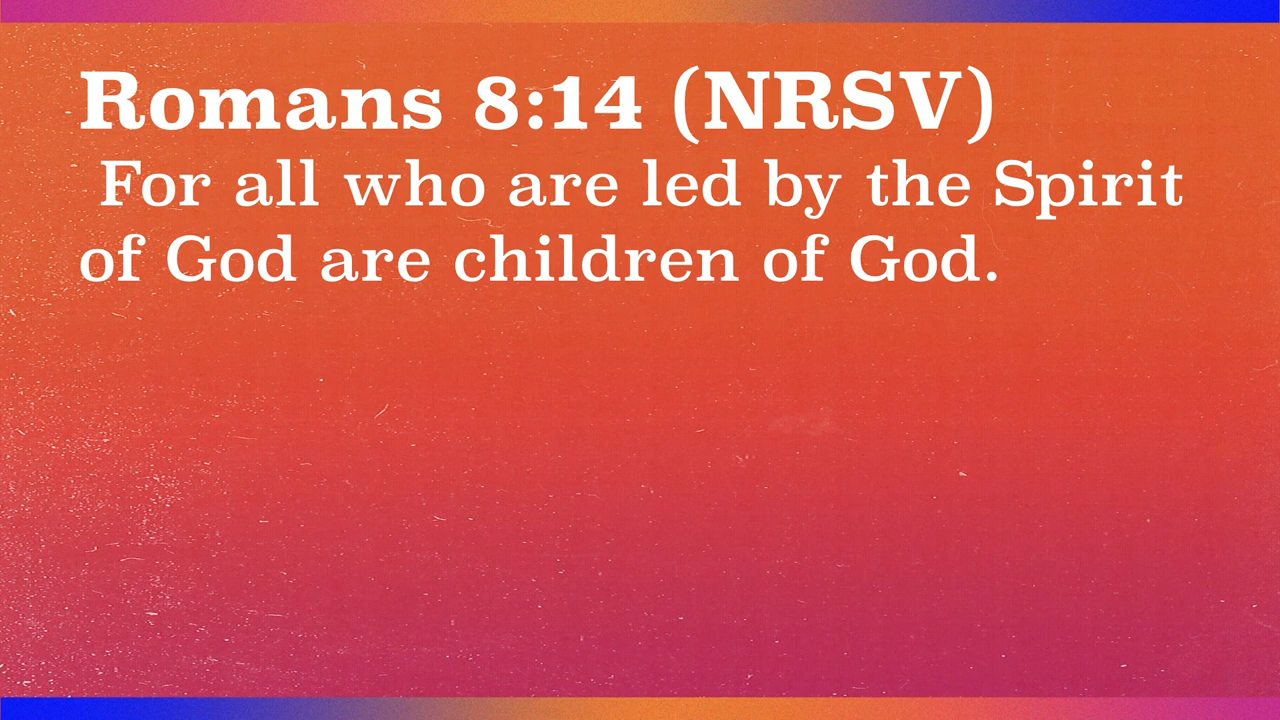 Romans 8:14 (NRSV)
For all who are led by the Spirit
of God are children of God.